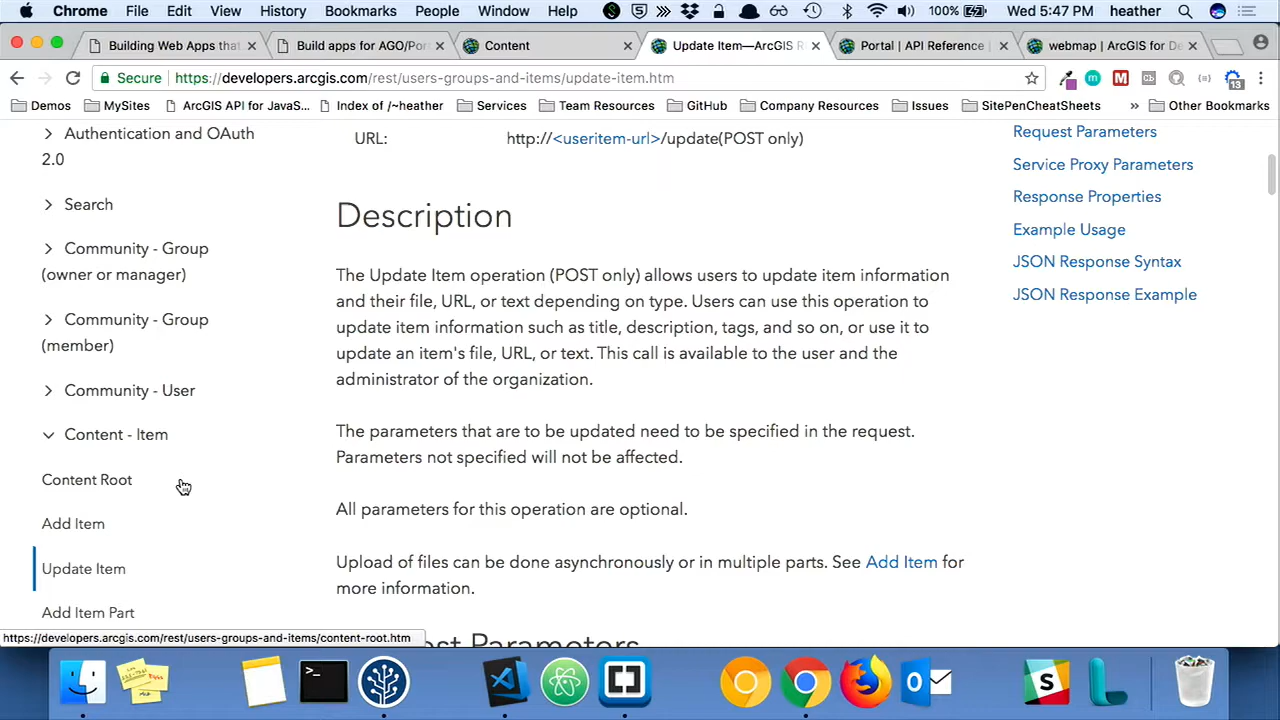 Chrome File Edit View History Bookmarks People Window Help 100% Wed 5:47 PM heather
Building Web Apps that
Build apps for AGO/Por
Content
Update Item—ArcGIS R
Portal | API Reference |
webmap | ArcGIS for De
Secure https://developers.arcgis.com/rest/users-groups-and-items/update-item.htm
13
Demos MySites ArcGIS API for JavaS... Index of /~heather Services Team Resources GitHub Company Resources Issues SitePenCheatSheets » Other Bookmarks
Authentication and OAuth
2.0
Search
Community - Group
(owner or manager)
Community - Group
(member)
Community - User
Content - Item
Content Root
Add Item
Update Item
Add Item Part
URL: http://<useritem-url>/update(POST only)
Description
The Update Item operation (POST only) allows users to update item information
and their file, URL, or text depending on type. Users can use this operation to
update item information such as title, description, tags, and so on, or use it to
update an item's file, URL, or text. This call is available to the user and the
administrator of the organization.
The parameters that are to be updated need to be specified in the request.
Parameters not specified will not be affected.
All parameters for this operation are optional.
Upload of files can be done asynchronously or in multiple parts. See Add Item for
more information.
Parameters
Request Parameters
Service Proxy Parameters
Response Properties
Example Usage
JSON Response Syntax
JSON Response Example
https://developers.arcgis.com/rest/users-groups-and-items/content-root.htm